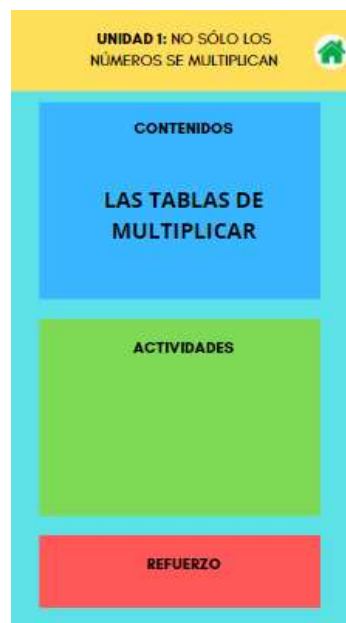 UNIDAD 1: NO SÓLO LOS
NÚMEROS SE MULTIPLICAN
CONTENIDOS
LAS TABLAS DE
MULTIPLICAR
ACTIVIDADES
REFUERZO